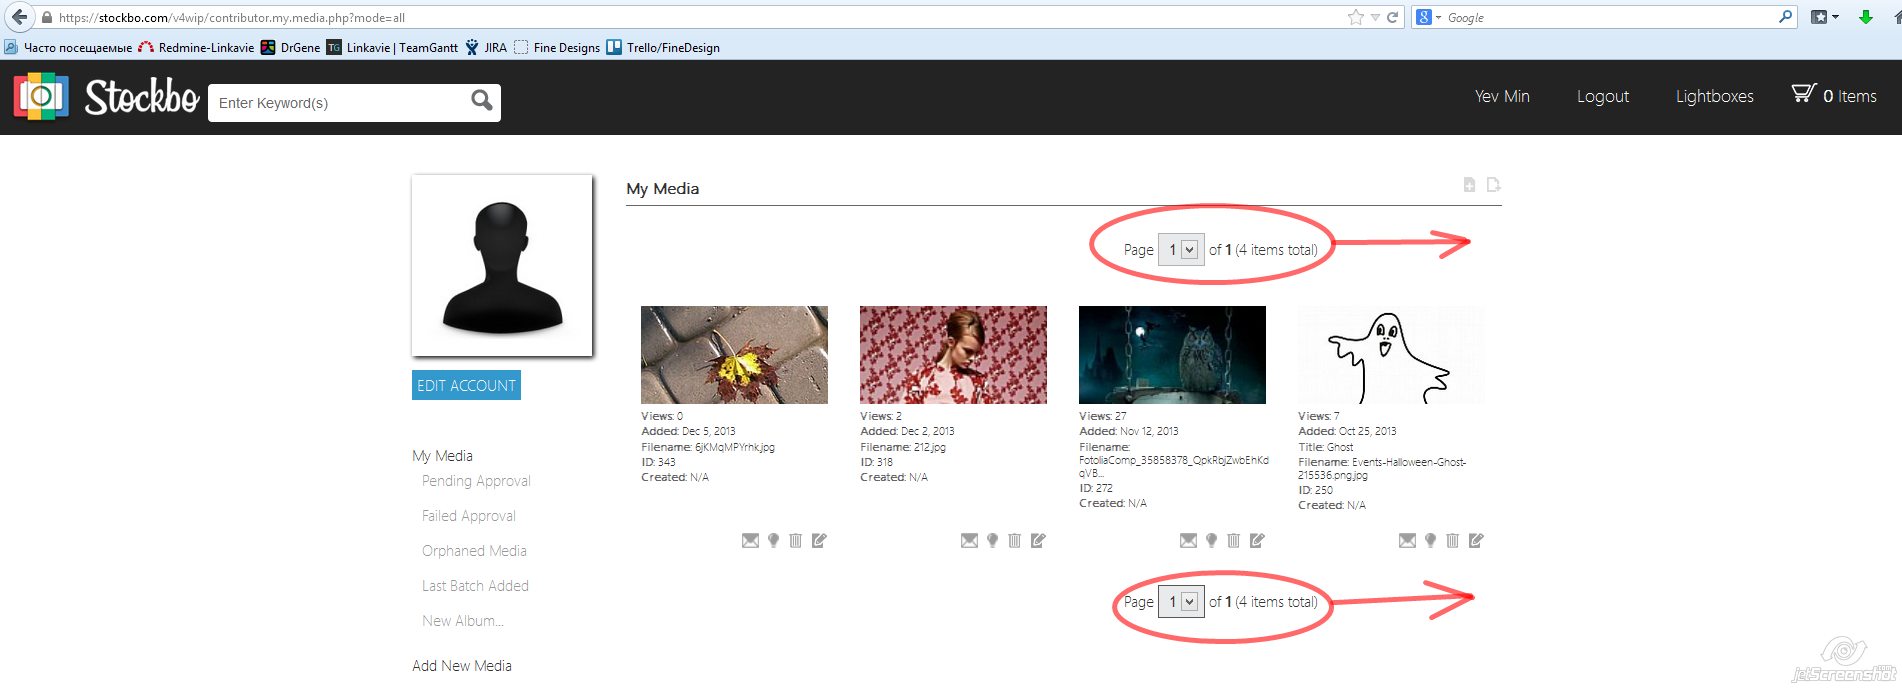 https://stockbo.com/v4wip/contributor.my.media.php?mode=all
Google
Часто посещаемые Redmine-Linkavie DrGene TG Linkavie | TeamGantt JIRA Fine Designs Trello/FineDesign
Stockbo Enter Keyword(s) Yev Min Logout Lightboxes 0 Items
My Media
Page 1 of 1 (4 items total)
EDIT ACCOUNT
My Media
Pending Approval
Failed Approval
Orphaned Media
Last Batch Added
New Album...
Add New Media
Views: 0
Added: Dec 5, 2013
Filename: 6jKMqMPYrhk.jpg
ID: 343
Created: N/A
Views: 2
Added: Dec 2, 2013
Filename: 212.jpg
ID: 318
Created: N/A
Views: 27
Added: Nov 12, 2013
Filename:
FotoliaComp_35858378_QpkRbjZwbEhKd
qVB...
ID: 272
Created: N/A
Views: 7
Added: Oct 25, 2013
Title: Ghost
Filename: Events-Halloween-Ghost-
215536.png.jpg
ID: 250
Created: N/A
Page 1 of 1 (4 items total)
jetScreenshot